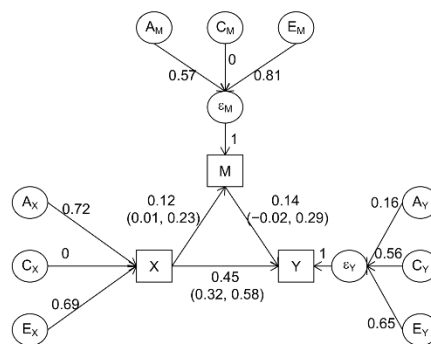 A_M C_M E_M
0
0.57 0.81
ε_M
1
M
0.12 0.14
(0.01, 0.23) (−0.02, 0.29)
A_X A_Y
0.72 0.16
C_X 0 X Y 1 ε_Y 0.56 C_Y
0.45
(0.32, 0.58)
0.69 0.65
E_X E_Y